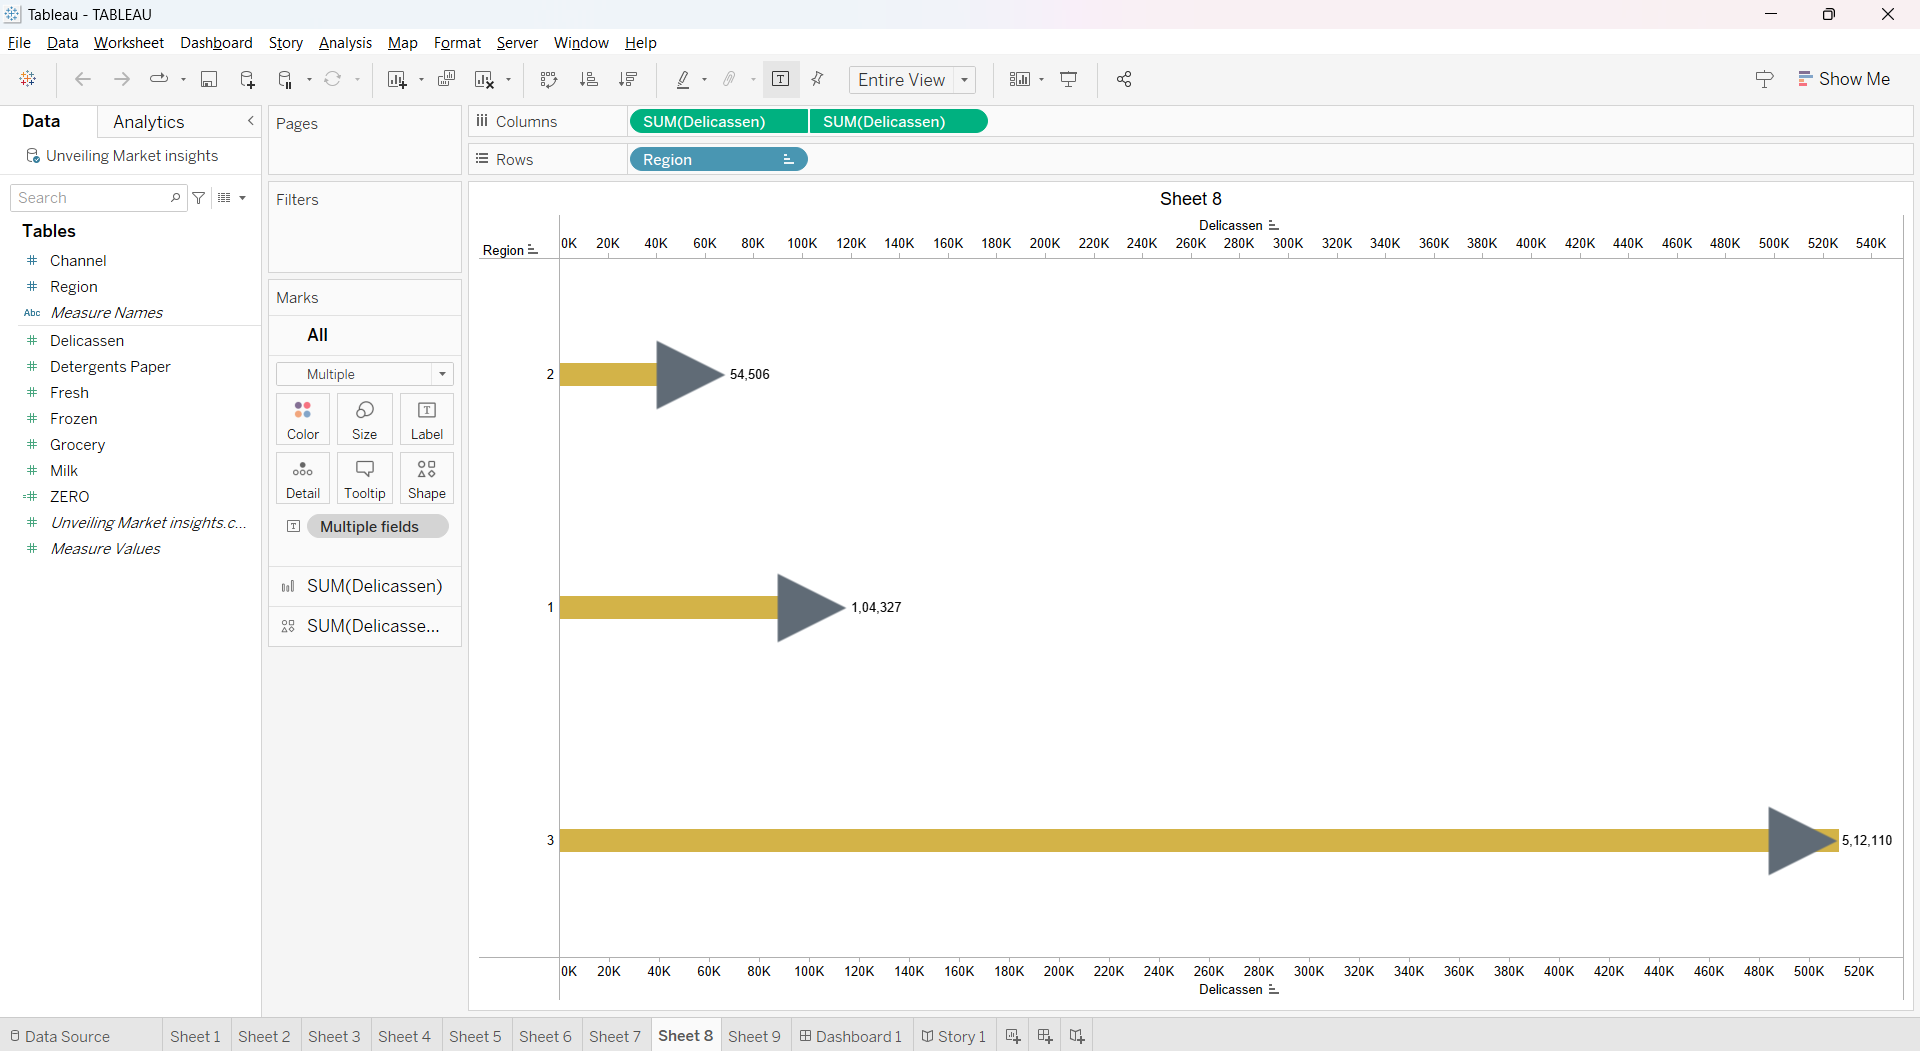 Tableau - TABLEAU
File Data Worksheet Dashboard Story Analysis Map Format Server Window Help
Entire View
Show Me
Data Analytics
Unveiling Market insights
Search
Tables
Channel
Region
Abc Measure Names
Delicassen
Detergents Paper
Fresh
Frozen
Grocery
Milk
ZERO
Unveiling Market insights.c...
Measure Values
Pages
Filters
Marks
All
Multiple
Color Size Label
Detail Tooltip Shape
Multiple fields
SUM(Delicassen)
SUM(Delicasse...
Columns SUM(Delicassen) SUM(Delicassen)
Rows Region
Sheet 8
Delicassen
Region 0K 20K 40K 60K 80K 100K 120K 140K 160K 180K 200K 220K 240K 260K 280K 300K 320K 340K 360K 380K 400K 420K 440K 460K 480K 500K 520K 540K
2 54,506
1 1,04,327
3 5,12,110
0K 20K 40K 60K 80K 100K 120K 140K 160K 180K 200K 220K 240K 260K 280K 300K 320K 340K 360K 380K 400K 420K 440K 460K 480K 500K 520K
Delicassen
Data Source Sheet 1 Sheet 2 Sheet 3 Sheet 4 Sheet 5 Sheet 6 Sheet 7 Sheet 8 Sheet 9 Dashboard 1 Story 1